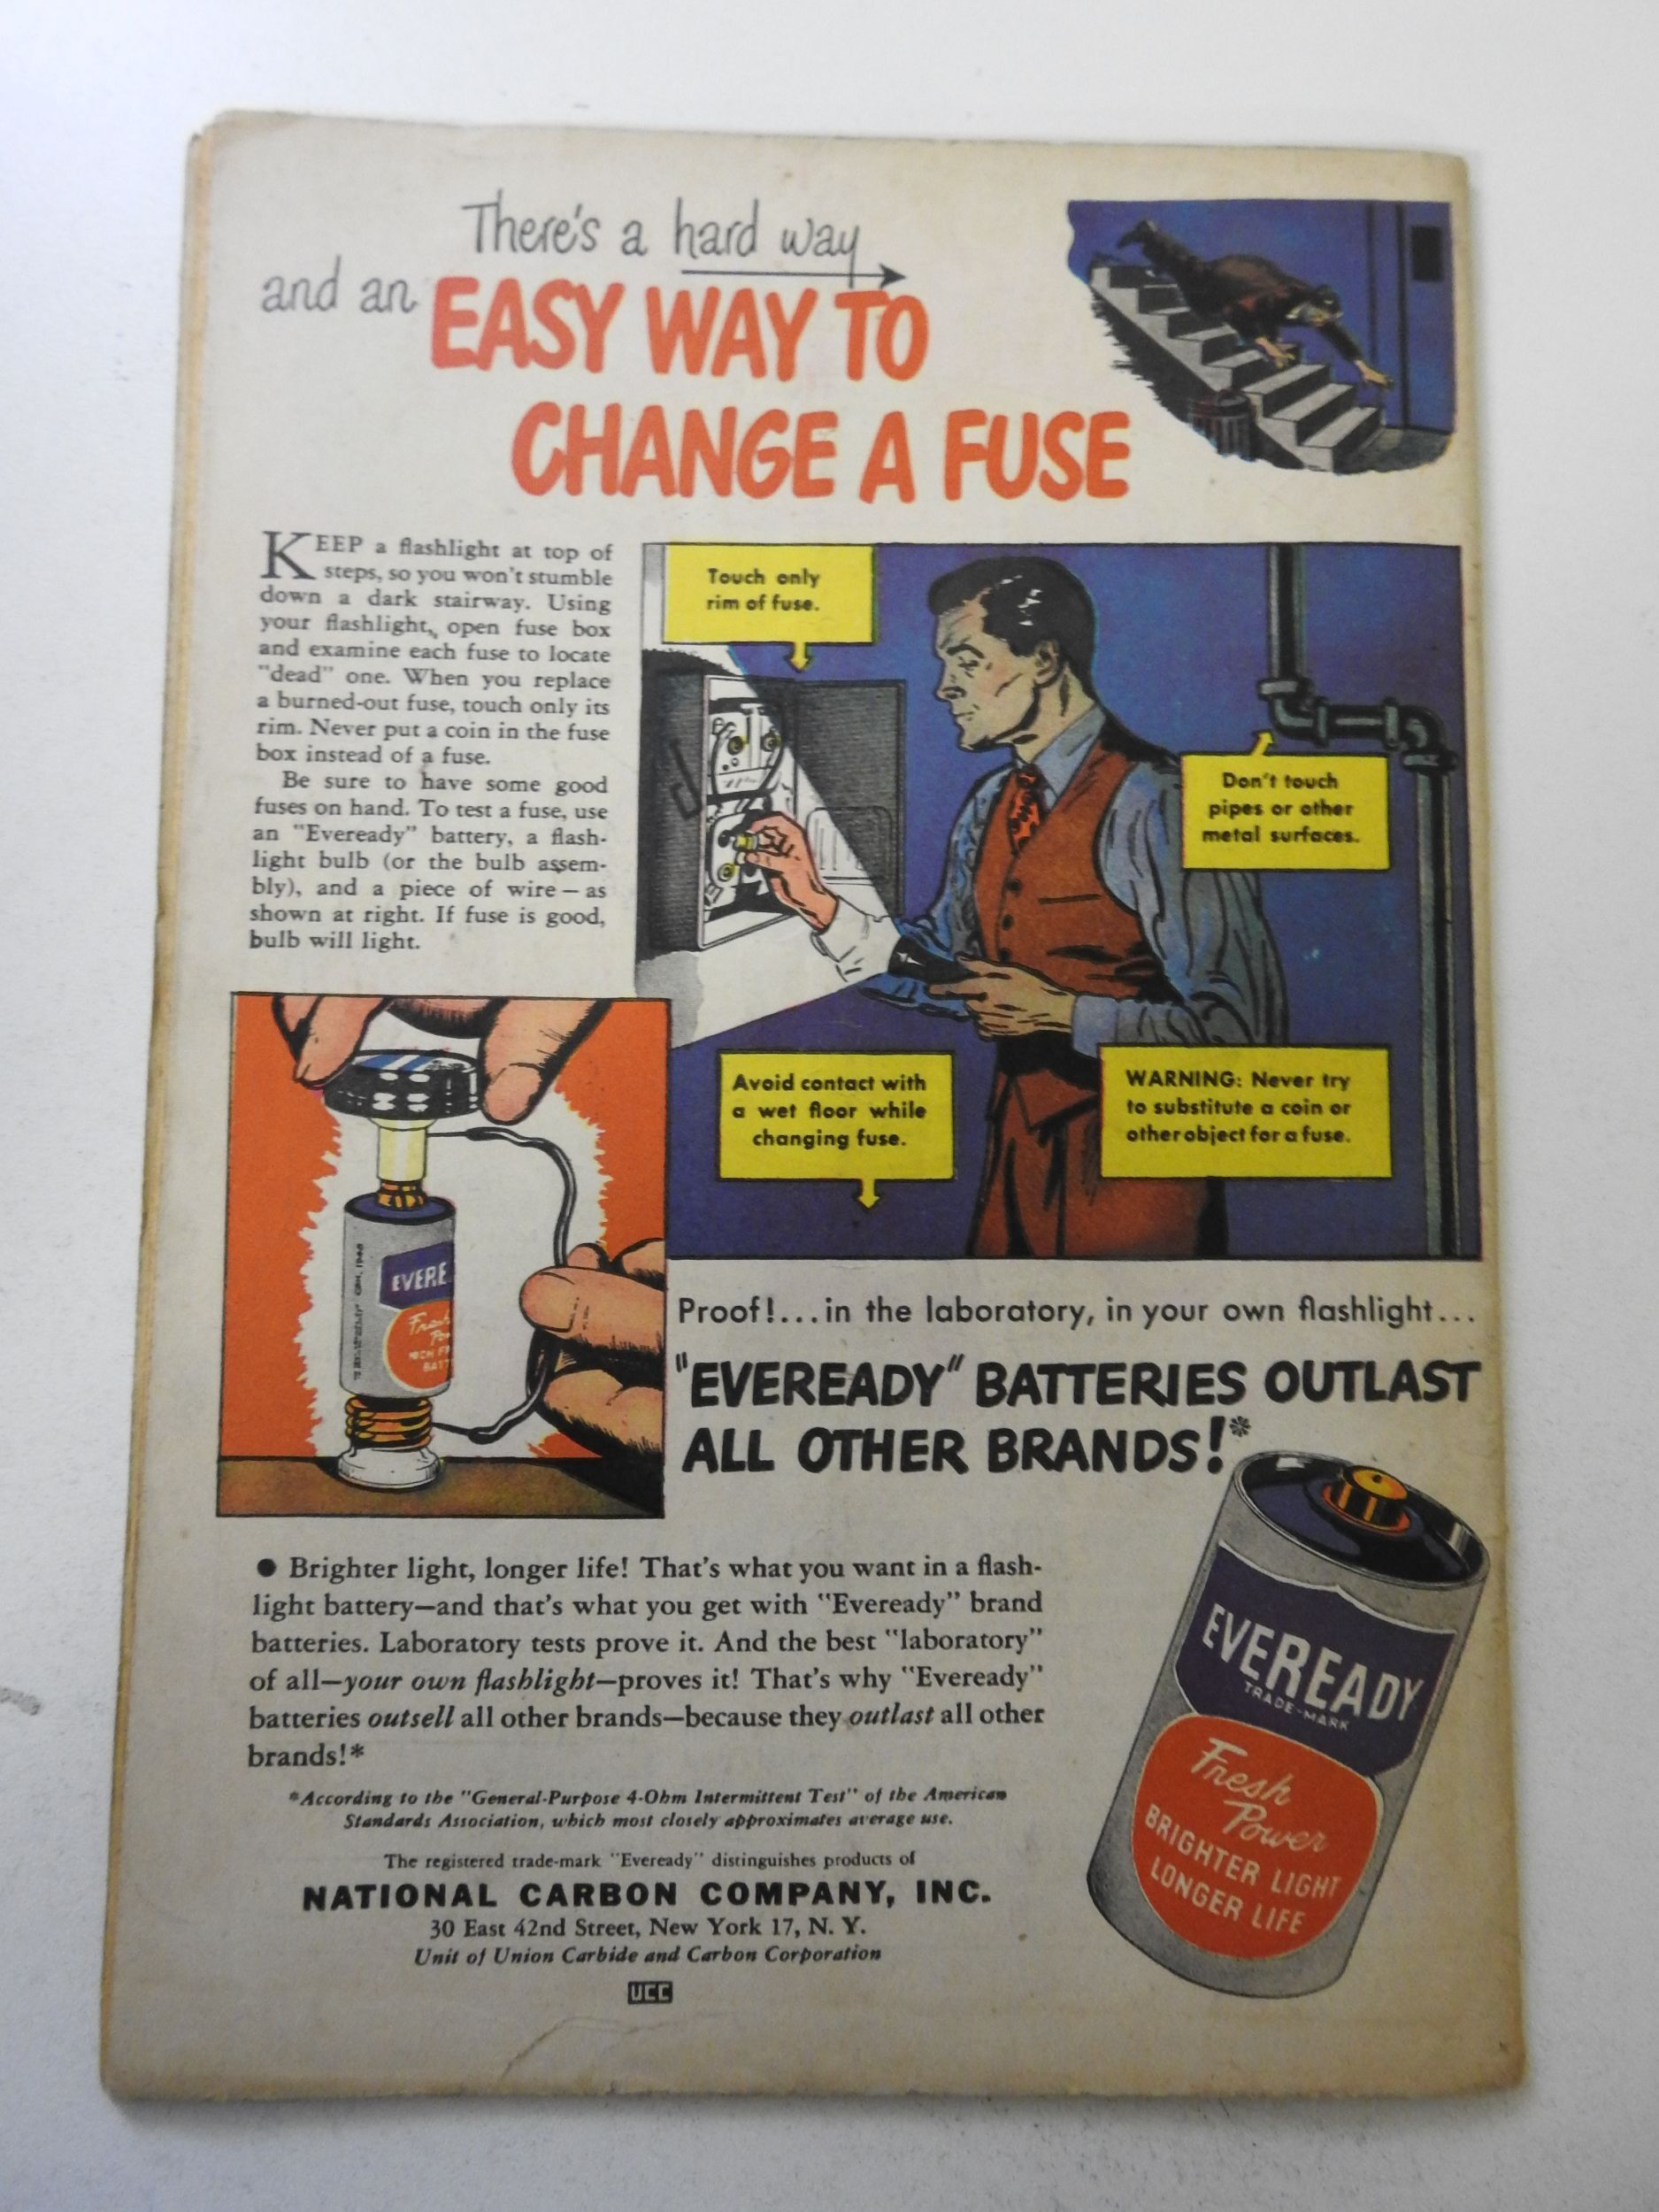 There's a hard way
and an EASY WAY TO
CHANGE A FUSE
KEEP a flashlight at top of
steps, so you won't stumble
down a dark stairway. Using
your flashlight, open fuse box
and examine each fuse to locate
"dead" one. When you replace
a burned-out fuse, touch only its
rim. Never put a coin in the fuse
box instead of a fuse.
Be sure to have some good
fuses on hand. To test a fuse, use
an "Eveready" battery, a flash-
light bulb (or the bulb assem-
bly), and a piece of wire — as
shown at right. If fuse is good,
bulb will light.
Touch only
rim of fuse.
Don't touch
pipes or other
metal surfaces.
Avoid contact with
a wet floor while
changing fuse.
WARNING: Never try
to substitute a coin or
other object for a fuse.
EVERE
Proof!...in the laboratory, in your own flashlight...
"EVEREADY" BATTERIES OUTLAST
ALL OTHER BRANDS!*
● Brighter light, longer life! That's what you want in a flash-
light battery—and that's what you get with "Eveready" brand
batteries. Laboratory tests prove it. And the best "laboratory"
of all—your own flashlight—proves it! That's why "Eveready"
batteries outsell all other brands—because they outlast all other
brands!*
*According to the "General-Purpose 4-Ohm Intermittent Test" of the American
Standards Association, which most closely approximates average use.
The registered trade-mark "Eveready" distinguishes products of
NATIONAL CARBON COMPANY, INC.
30 East 42nd Street, New York 17, N. Y.
Unit of Union Carbide and Carbon Corporation
UCC
EVEREADY
TRADE-MARK
Fresh
Power
BRIGHTER LIGHT
LONGER LIFE